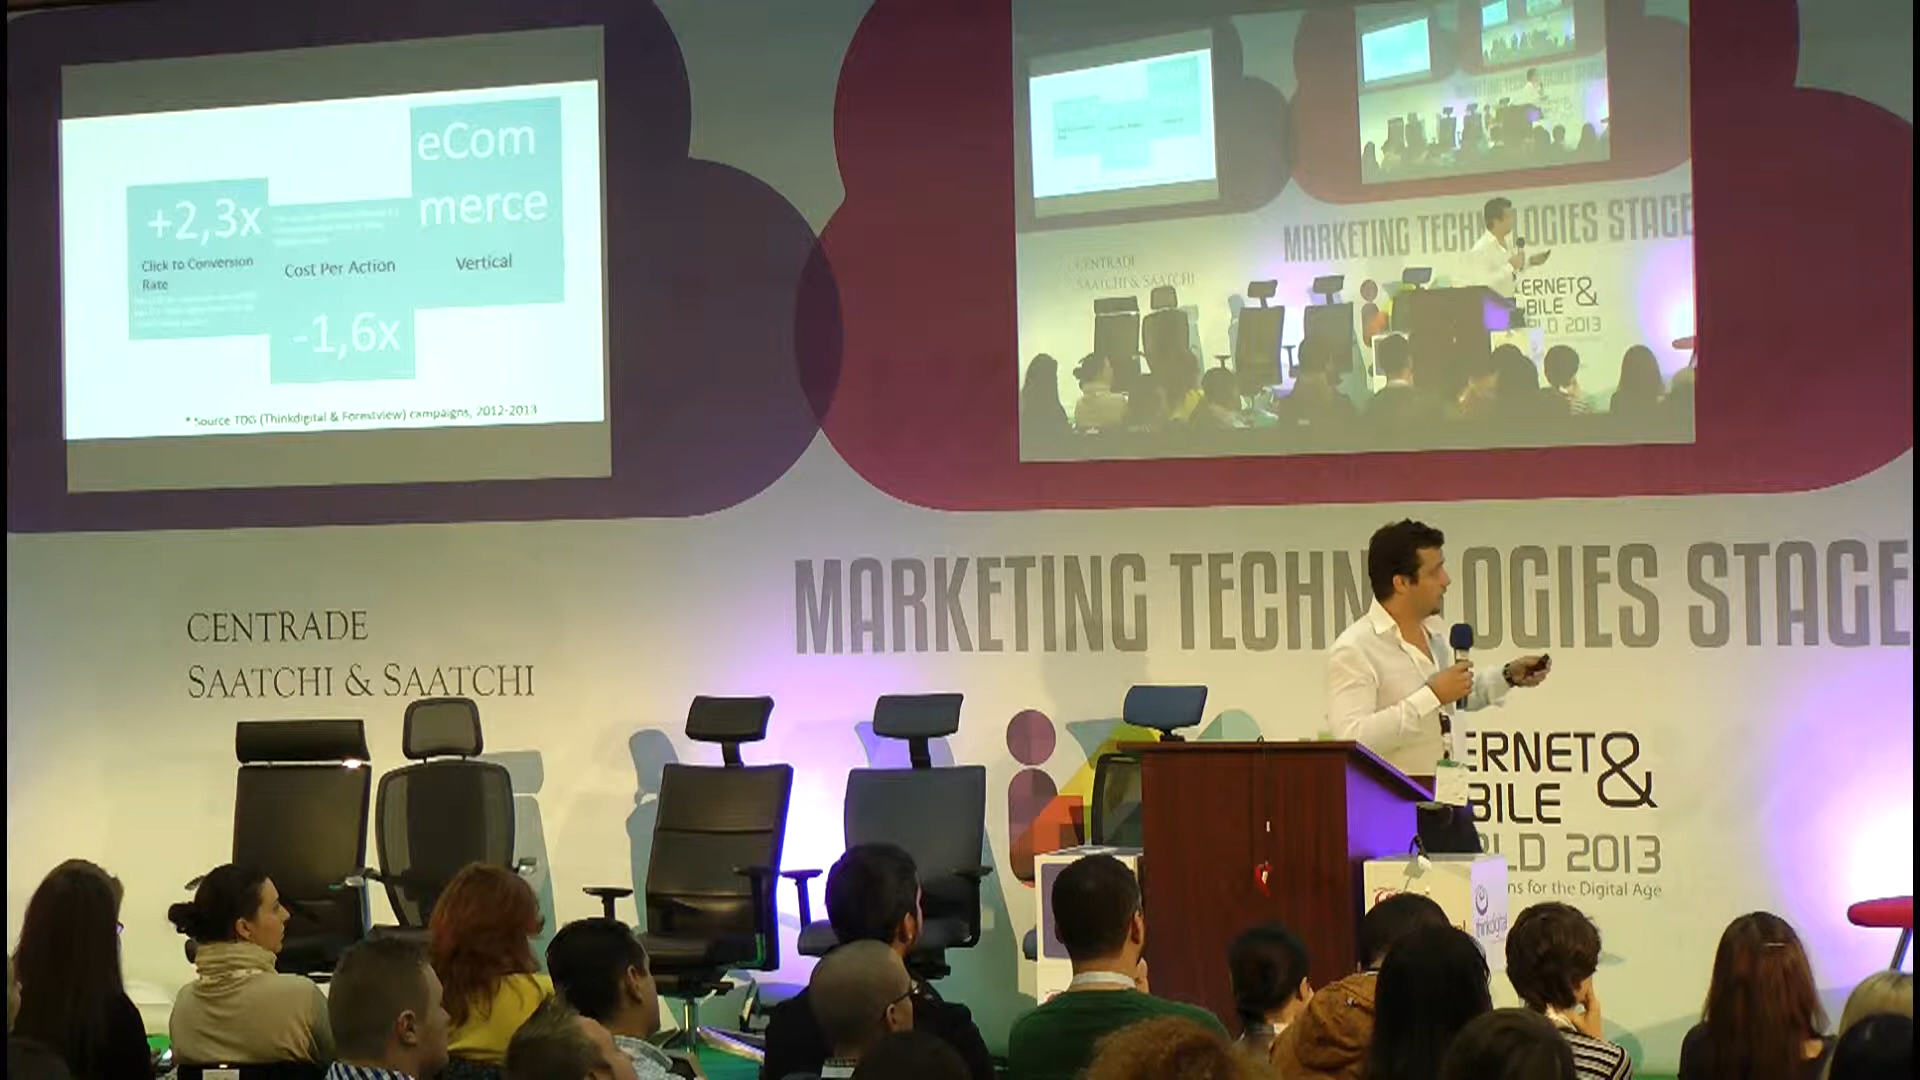 +2,3x
Click to Conversion
Rate
Cost Per Action
-1,6x
eCom
merce
Vertical
* Source TDG (Thinkdigital & Forestview) campaigns, 2012-2013
MARKETING TECHN LOGIES STAGE
CENTRADE
SAATCHI & SAATCHI
ERNET &
BILE
LD 2013
CENTRADE
SAATCHI & SAATCHI
MARKETING TECHN OGIES STAGE
ERNET &
BILE
LD 2013
ns for the Digital Age
thinkdigital